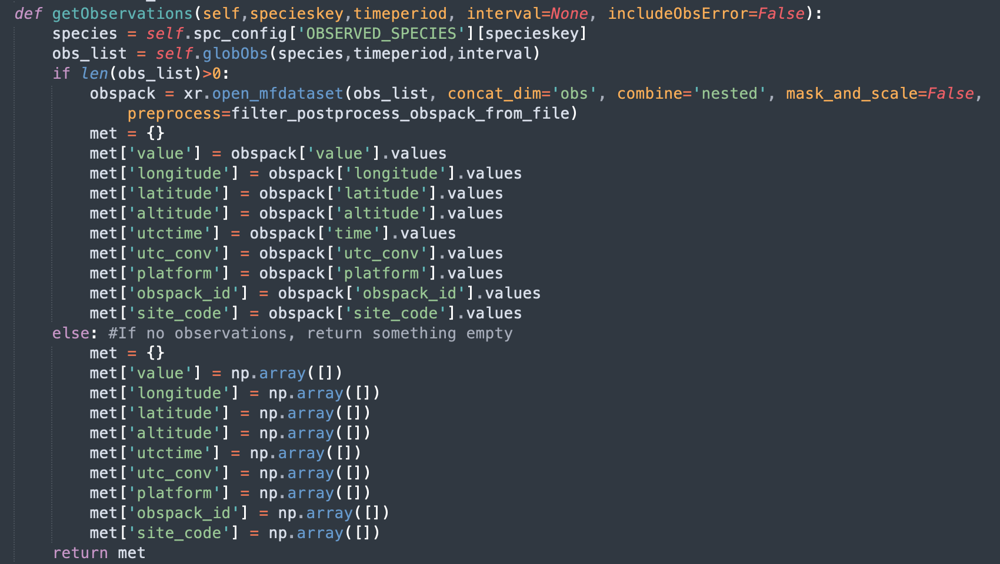 def getObservations(self,specieskey,timeperiod, interval=None, includeObsError=False):
    species = self.spc_config['OBSERVED_SPECIES'][specieskey]
    obs_list = self.globObs(species,timeperiod,interval)
    if len(obs_list)>0:
        obspack = xr.open_mfdataset(obs_list, concat_dim='obs', combine='nested', mask_and_scale=False,
            preprocess=filter_postprocess_obspack_from_file)
        met = {}
        met['value'] = obspack['value'].values
        met['longitude'] = obspack['longitude'].values
        met['latitude'] = obspack['latitude'].values
        met['altitude'] = obspack['altitude'].values
        met['utctime'] = obspack['time'].values
        met['utc_conv'] = obspack['utc_conv'].values
        met['platform'] = obspack['platform'].values
        met['obspack_id'] = obspack['obspack_id'].values
        met['site_code'] = obspack['site_code'].values
    else: #If no observations, return something empty
        met = {}
        met['value'] = np.array([])
        met['longitude'] = np.array([])
        met['latitude'] = np.array([])
        met['altitude'] = np.array([])
        met['utctime'] = np.array([])
        met['utc_conv'] = np.array([])
        met['platform'] = np.array([])
        met['obspack_id'] = np.array([])
        met['site_code'] = np.array([])
    return met